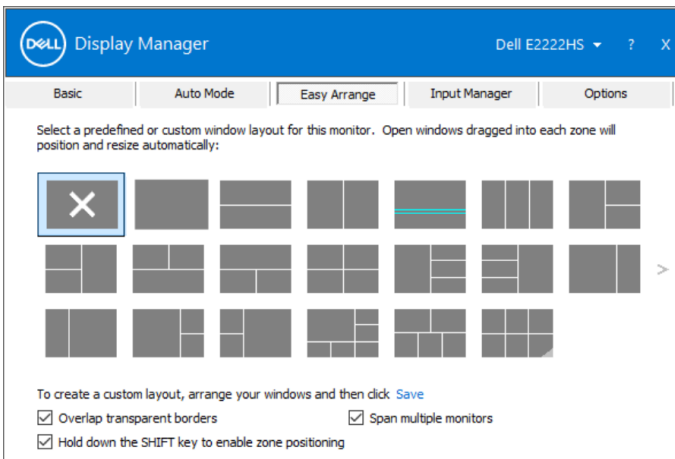 DELL Display Manager Dell E2222HS ? X
Basic Auto Mode Easy Arrange Input Manager Options
Select a predefined or custom window layout for this monitor. Open windows dragged into each zone will
position and resize automatically:
>
To create a custom layout, arrange your windows and then click Save
Overlap transparent borders Span multiple monitors
Hold down the SHIFT key to enable zone positioning